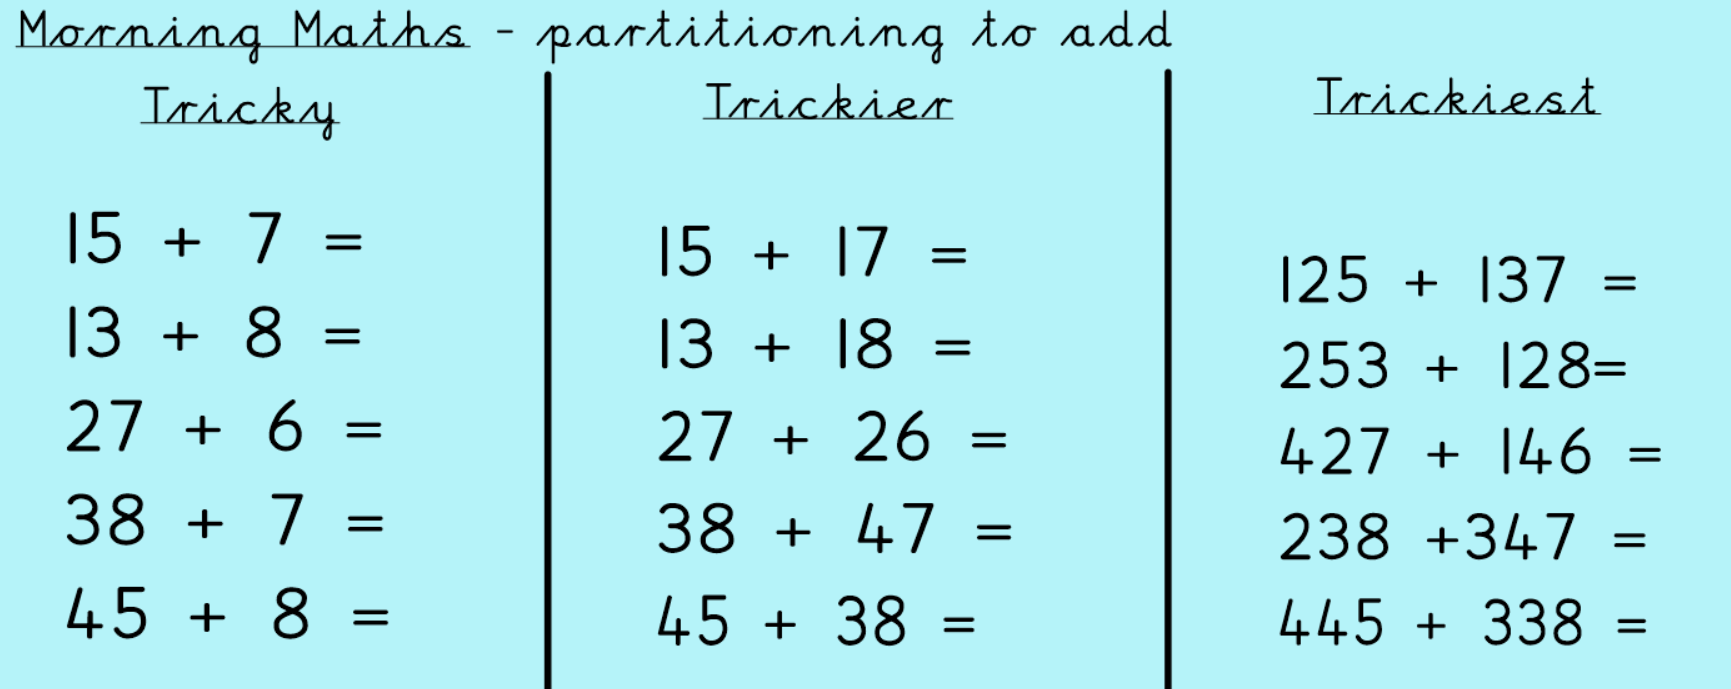 Morning Maths - partitioning to add
Tricky
15 + 7 =
13 + 8 =
27 + 6 =
38 + 7 =
45 + 8 =
Trickier
15 + 17 =
13 + 18 =
27 + 26 =
38 + 47 =
45 + 38 =
Trickiest
125 + 137 =
253 + 128=
427 + 146 =
238 +347 =
445 + 338 =